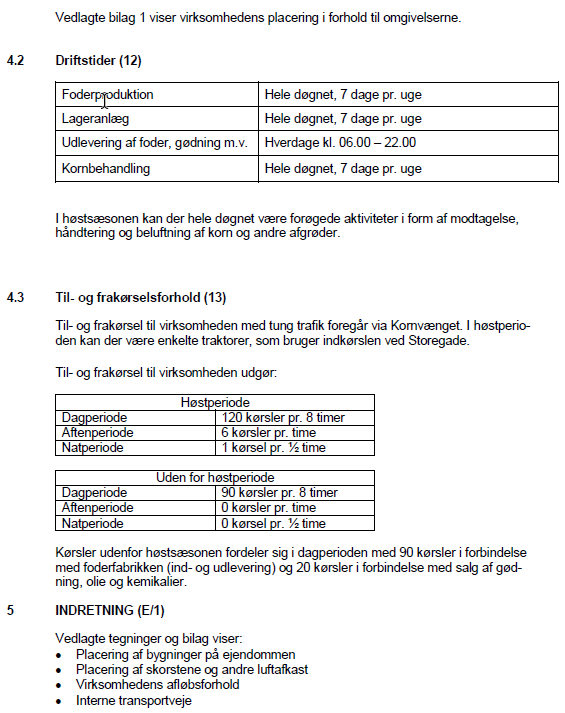 Vedlagte bilag 1 viser virksomhedens placering i forhold til omgivelserne.
4.2 Driftstider (12)
Foderproduktion Hele døgnet, 7 dage pr. uge
Lageranlæg Hele døgnet, 7 dage pr. uge
Udlevering af foder, gødning m.v. Hverdage kl. 06.00 – 22.00
Kornbehandling Hele døgnet, 7 dage pr. uge
I høstsæsonen kan der hele døgnet være forøgede aktiviteter i form af modtagelse,
håndtering og beluftning af korn og andre afgrøder.
4.3 Til- og frakørselsforhold (13)
Til- og frakørsel til virksomheden med tung trafik foregår via Kornvænget. I høstperio-
den kan der være enkelte traktorer, som bruger indkørslen ved Storegade.
Til- og frakørsel til virksomheden udgør:
Høstperiode
Dagperiode 120 kørsler pr. 8 timer
Aftenperiode 6 kørsler pr. time
Natperiode 1 kørsel pr. ½ time
Uden for høstperiode
Dagperiode 90 kørsler pr. 8 timer
Aftenperiode 0 kørsler pr. time
Natperiode 0 kørsel pr. ½ time
Kørsler udenfor høstsæsonen fordeler sig i dagperioden med 90 kørsler i forbindelse
med foderfabrikken (ind- og udlevering) og 20 kørsler i forbindelse med salg af gød-
ning, olie og kemikalier.
5 INDRETNING (E/1)
Vedlagte tegninger og bilag viser:
• Placering af bygninger på ejendommen
• Placering af skorstene og andre luftafkast
• Virksomhedens afløbsforhold
• Interne transportveje